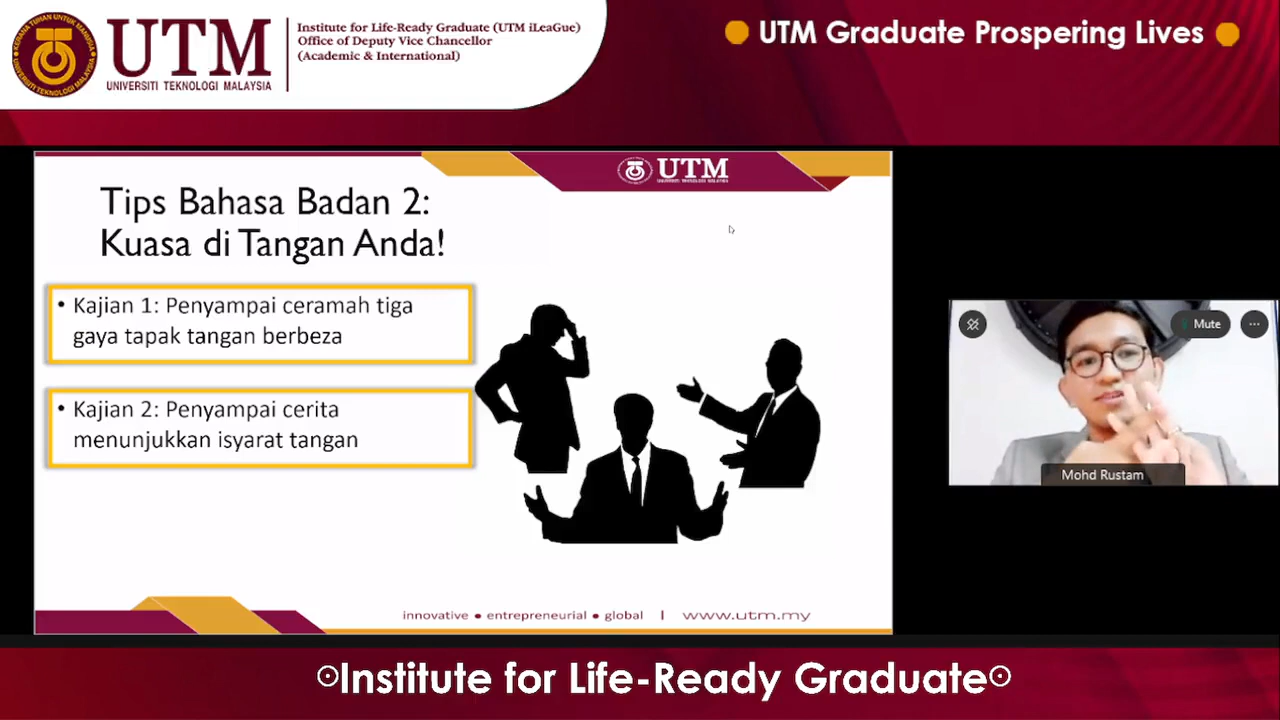 UTM
UNIVERSITI TEKNOLOGI MALAYSIA
Institute for Life-Ready Graduate (UTM iLeaGue)
Office of Deputy Vice Chancellor
(Academic & International)
UTM Graduate Prospering Lives
UTM
Tips Bahasa Badan 2:
Kuasa di Tangan Anda!
• Kajian 1: Penyampai ceramah tiga
gaya tapak tangan berbeza
• Kajian 2: Penyampai cerita
menunjukkan isyarat tangan
Mute
Mohd Rustam
innovative ● entrepreneurial ● global | www.utm.my
Institute for Life-Ready Graduate